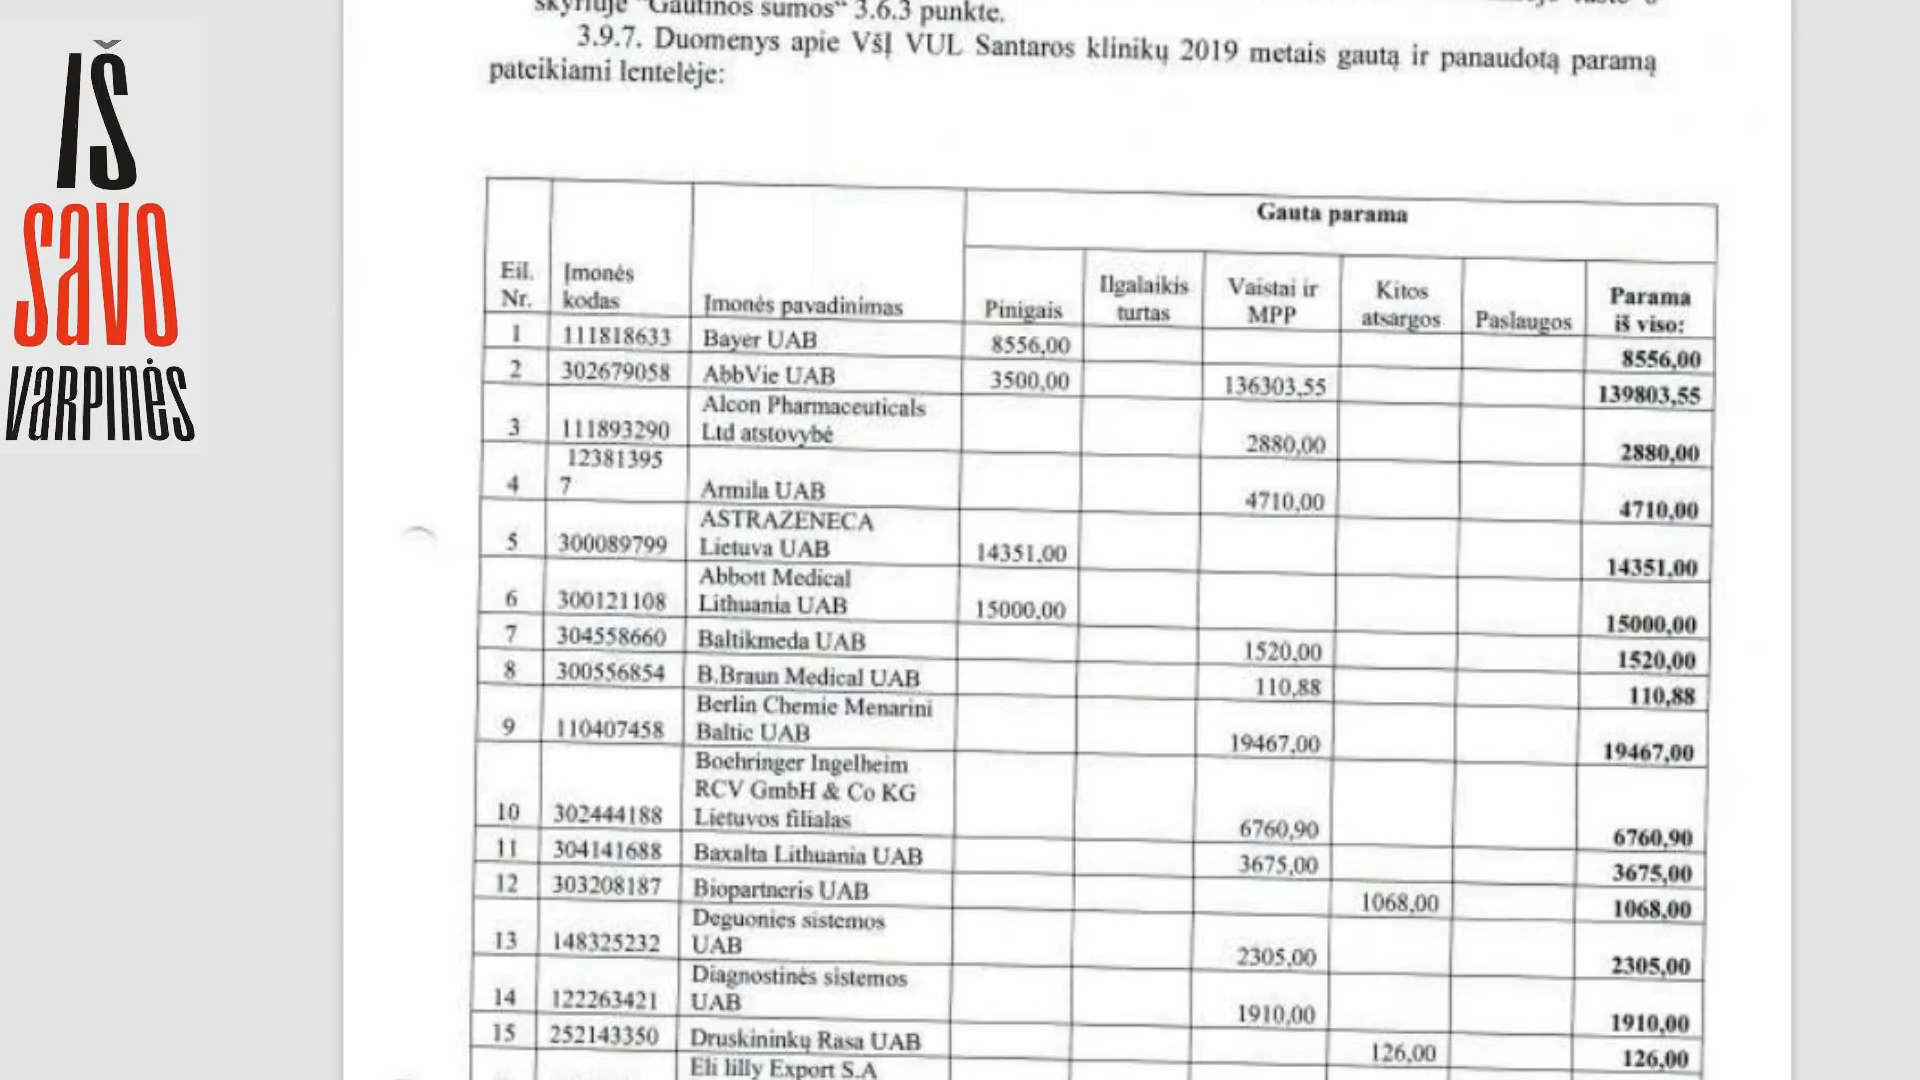 IŠ
SAVO
VARPINĖS
skyriuje "Gautinos sumos“ 3.6.3 punkte.
3.9.7. Duomenys apie VšĮ VUL Santaros klinikų 2019 metais gautą ir panaudotą paramą
pateikiami lentelėje:
Gauta parama
Eil. Nr. Įmonės kodas Įmonės pavadinimas Pinigais Ilgalaikis turtas Vaistai ir MPP Kitos atsargos Paslaugos Parama iš viso:
1 111818633 Bayer UAB 8556,00 8556,00
2 302679058 AbbVie UAB 3500,00 136303,55 139803,55
Alcon Pharmaceuticals
3 111893290 Ltd atstovybė 2880,00 2880,00
12381395
4 7 Armila UAB 4710,00 4710,00
ASTRAZENECA
5 300089799 Lietuva UAB 14351,00 14351,00
Abbott Medical
6 300121108 Lithuania UAB 15000,00 15000,00
7 304558660 Baltikmeda UAB 1520,00 1520,00
8 300556854 B.Braun Medical UAB 110,88 110,88
Berlin Chemie Menarini
9 110407458 Baltic UAB 19467,00 19467,00
Boehringer Ingelheim
RCV GmbH & Co KG
10 302444188 Lietuvos filialas 6760,90 6760,90
11 304141688 Baxalta Lithuania UAB 3675,00 3675,00
12 303208187 Biopartneris UAB 1068,00 1068,00
Deguonies sistemos
13 148325232 UAB 2305,00 2305,00
Diagnostinės sistemos
14 122263421 UAB 1910,00 1910,00
15 252143350 Druskininkų Rasa UAB 126,00 126,00
Eli lilly Export S.A